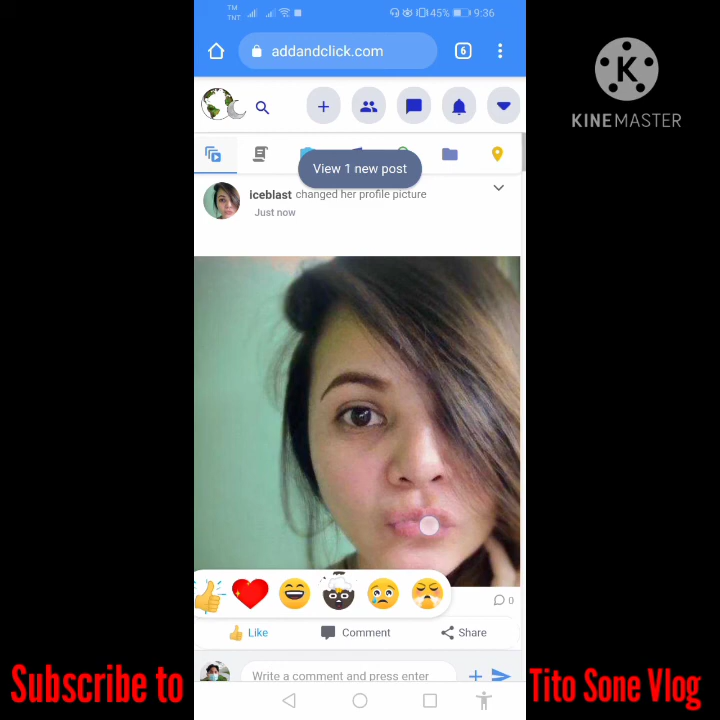 TM
TNT
45% 9:36
addandclick.com
6
K
KINEMASTER
View 1 new post
iceblast changed her profile picture
Just now
0
Like Comment Share
Write a comment and press enter
Subscribe to
Tito Sone Vlog